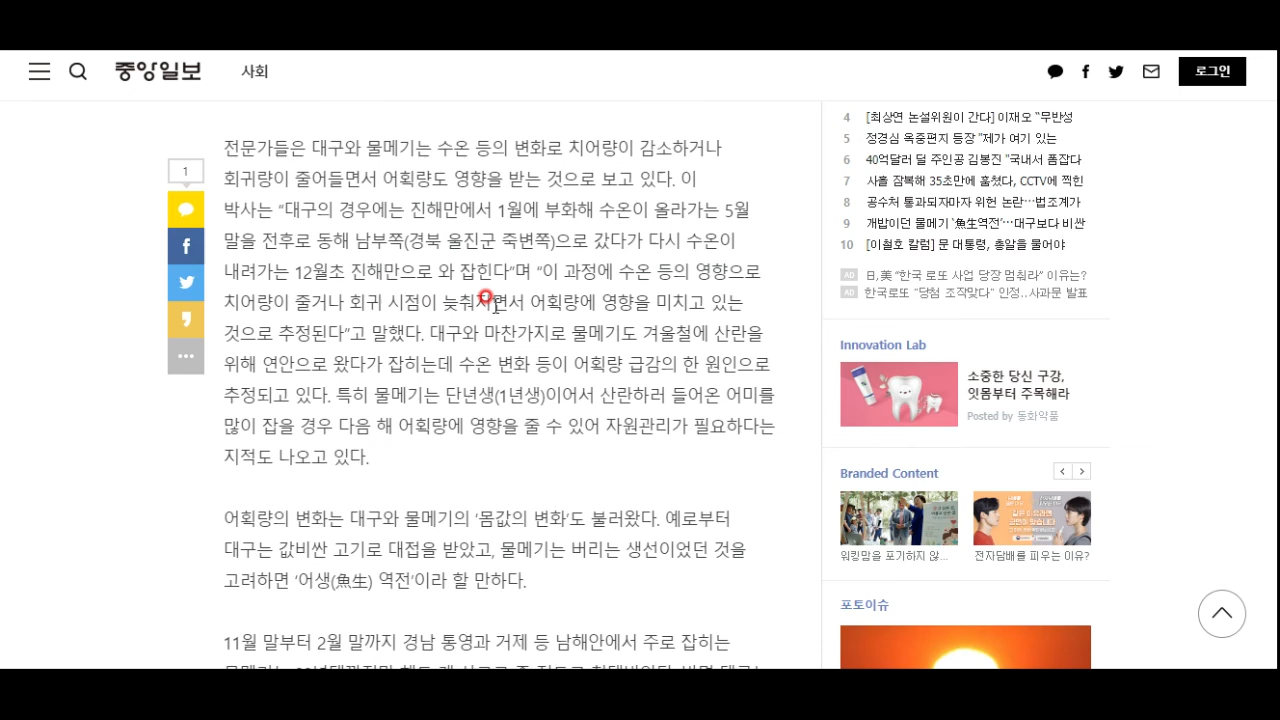 중앙일보
사회
로그인
1
전문가들은 대구와 물메기는 수온 등의 변화로 치어량이 감소하거나
회귀량이 줄어들면서 어획량도 영향을 받는 것으로 보고 있다. 이
박사는 “대구의 경우에는 진해만에서 1월에 부화해 수온이 올라가는 5월
말을 전후로 동해 남부쪽(경북 울진군 죽변쪽)으로 갔다가 다시 수온이
내려가는 12월초 진해만으로 와 잡힌다”며 “이 과정에 수온 등의 영향으로
치어량이 줄거나 회귀 시점이 늦춰지면서 어획량에 영향을 미치고 있는
것으로 추정된다”고 말했다. 대구와 마찬가지로 물메기도 겨울철에 산란을
위해 연안으로 왔다가 잡히는데 수온 변화 등이 어획량 급감의 한 원인으로
추정되고 있다. 특히 물메기는 단년생(1년생)이어서 산란하러 들어온 어미를
많이 잡을 경우 다음 해 어획량에 영향을 줄 수 있어 자원관리가 필요하다는
지적도 나오고 있다.
어획량의 변화는 대구와 물메기의 ‘몸값의 변화’도 불러왔다. 예로부터
대구는 값비싼 고기로 대접을 받았고, 물메기는 버리는 생선이었던 것을
고려하면 ‘어생(魚生) 역전’이라 할 만하다.
11월 말부터 2월 말까지 경남 통영과 거제 등 남해안에서 주로 잡히는
4 [최상연 논설위원이 간다] 이재오 “무반성
5 정경심 옥중편지 등장 “제가 여기 있는
6 40억달러 덜 주인공 김봉진 “국내서 폼잡다
7 사흘 잠복해 35초만에 훔쳤다, CCTV에 찍힌
8 공수처 통과되자마자 위헌 논란…법조계가
9 개밥이던 물메기 ‘魚生역전’…대구보다 비싼
10 [이철호 칼럼] 문 대통령, 총알을 물어야
AD 日,美 “한국 로또 사업 당장 멈춰라” 이유는?
AD 한국로또 “당첨 조작맞다” 인정..사과문 발표
Innovation Lab
소중한 당신 구강,
잇몸부터 주목해라
Posted by 동화약품
Branded Content
워킹맘을 포기하지 않...
전자담배를 피우는 이유?
포토이슈